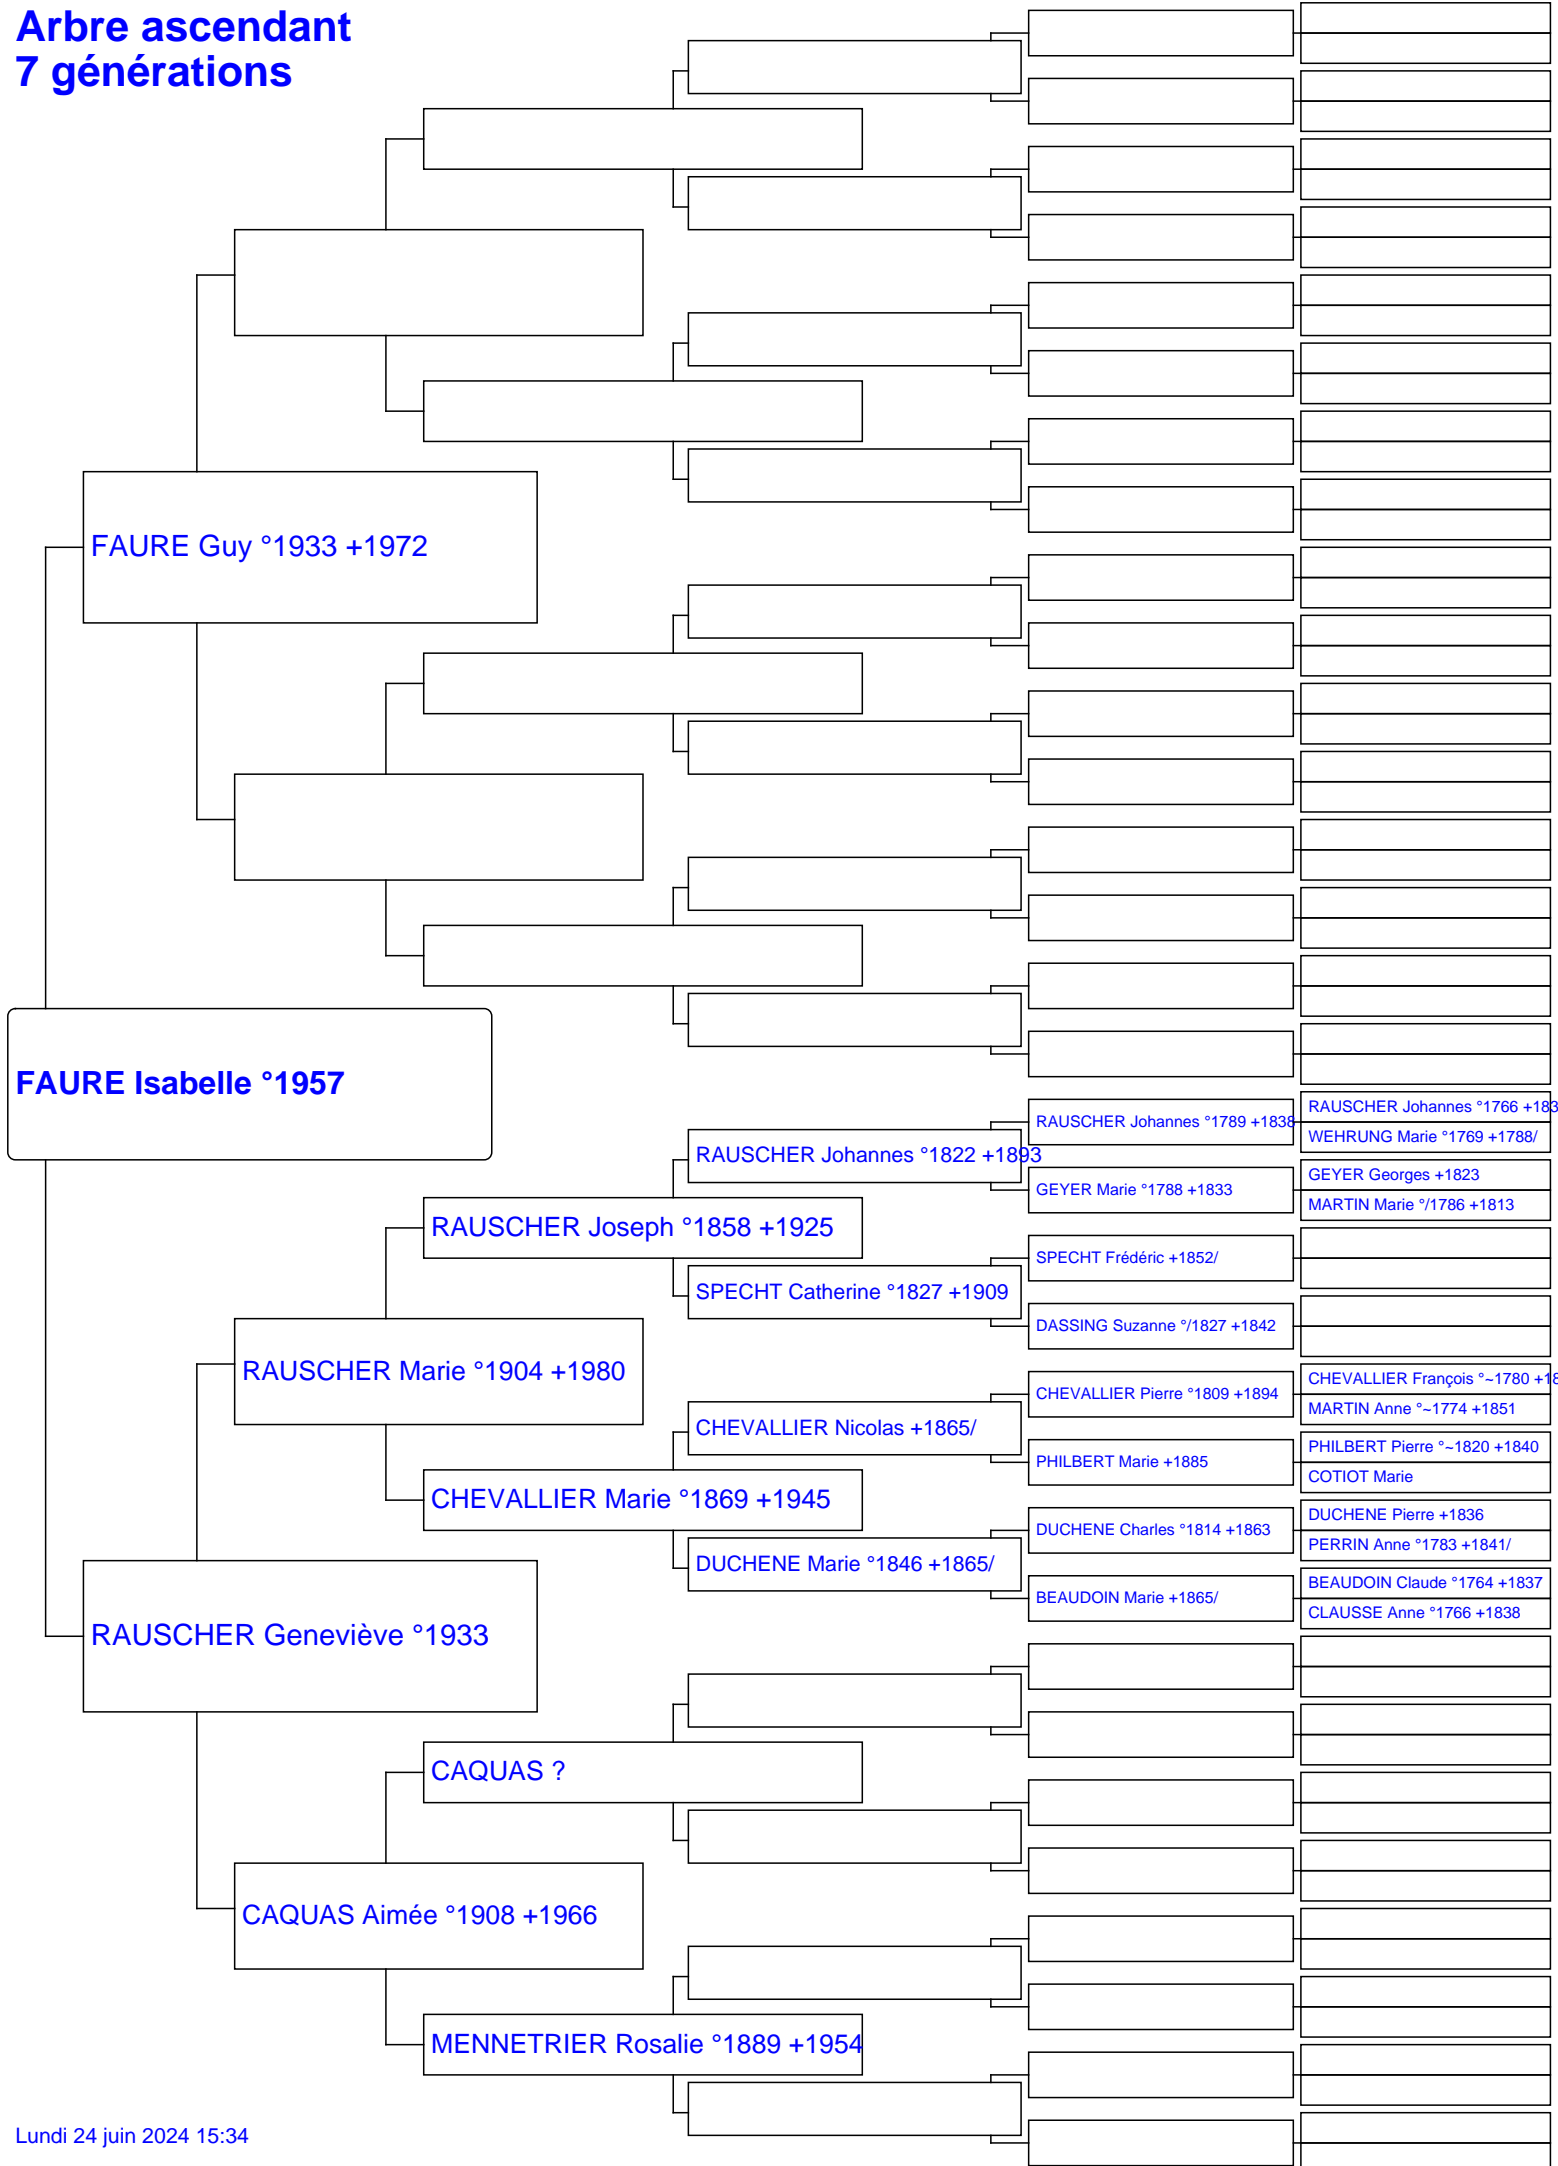 Arbre ascendant
7 générations
FAURE Guy °1933 +1972
FAURE Isabelle °1957
RAUSCHER Johannes °1766 +183
RAUSCHER Johannes °1789 +1838
WEHRUNG Marie °1769 +1788/
RAUSCHER Johannes °1822 +1893
GEYER Georges +1823
GEYER Marie °1788 +1833
MARTIN Marie °/1786 +1813
RAUSCHER Joseph °1858 +1925
SPECHT Frédéric +1852/
SPECHT Catherine °1827 +1909
DASSING Suzanne °/1827 +1842
RAUSCHER Marie °1904 +1980
CHEVALLIER François °~1780 +18
CHEVALLIER Pierre °1809 +1894
MARTIN Anne °~1774 +1851
CHEVALLIER Nicolas +1865/
PHILBERT Pierre °~1820 +1840
PHILBERT Marie +1885
COTIOT Marie
CHEVALLIER Marie °1869 +1945
DUCHENE Pierre +1836
DUCHENE Charles °1814 +1863
PERRIN Anne °1783 +1841/
DUCHENE Marie °1846 +1865/
BEAUDOIN Claude °1764 +1837
BEAUDOIN Marie +1865/
CLAUSSE Anne °1766 +1838
RAUSCHER Geneviève °1933
CAQUAS ?
CAQUAS Aimée °1908 +1966
MENNETRIER Rosalie °1889 +1954
Lundi 24 juin 2024 15:34